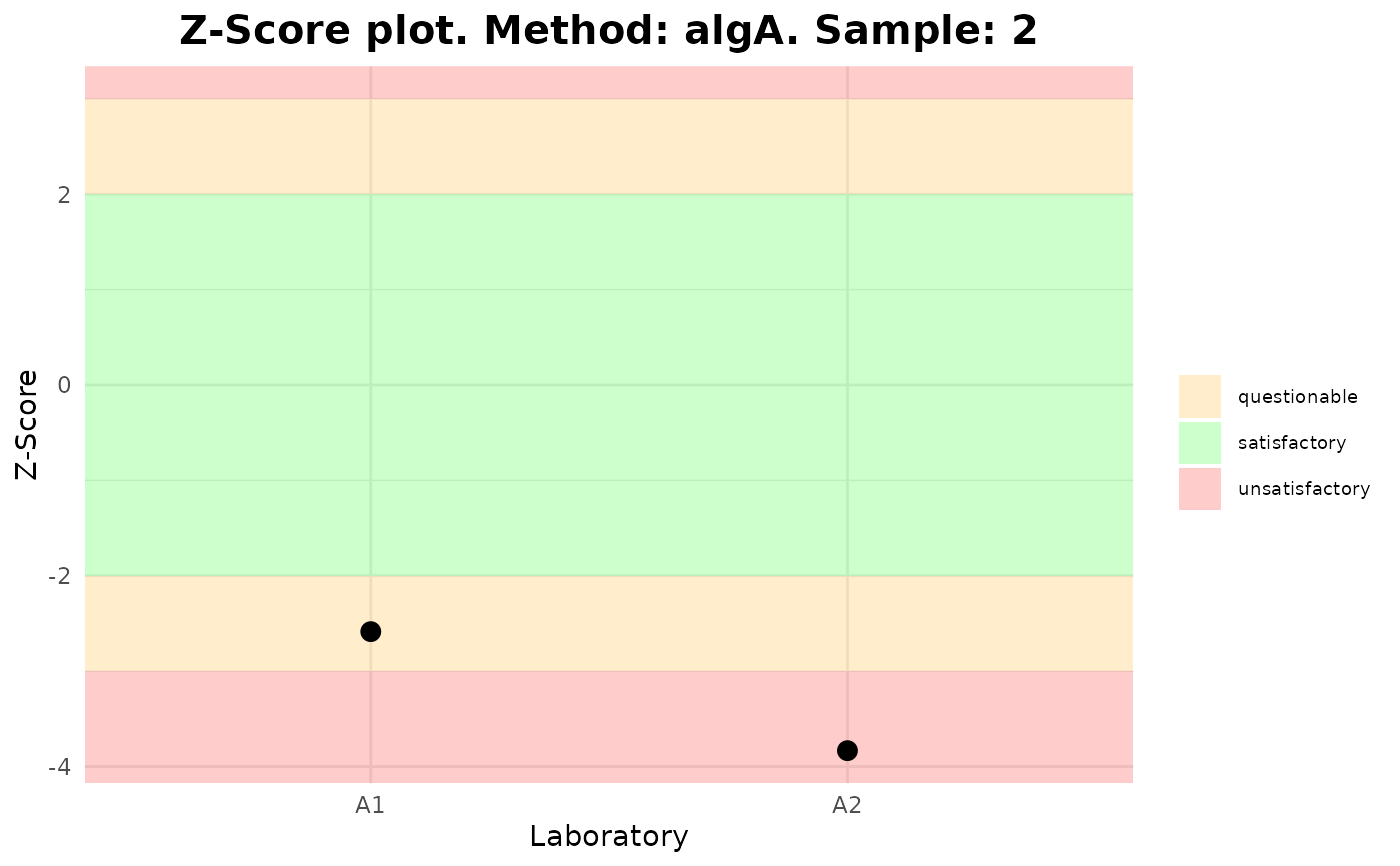 Z-Score plot. Method: algA. Sample: 2
Z-Score
2
0
-2
-4
A1
A2
Laboratory
questionable
satisfactory
unsatisfactory